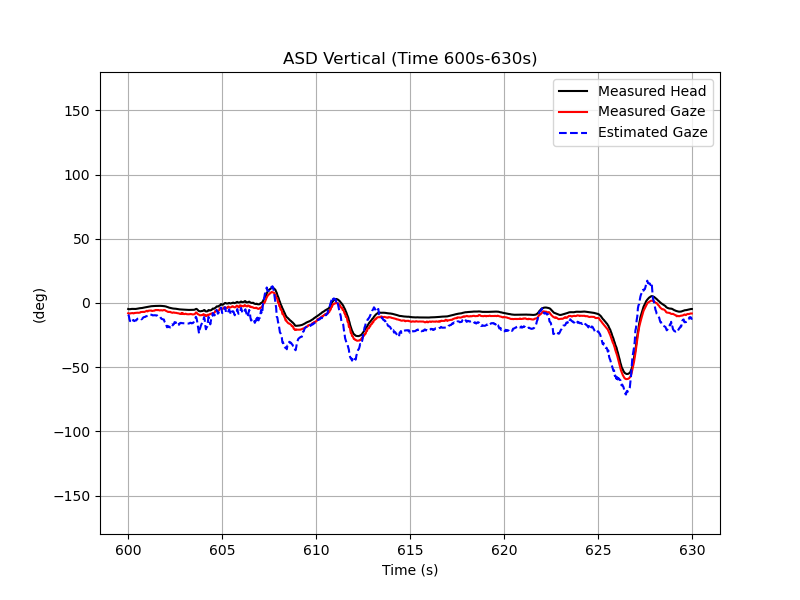 ASD Vertical (Time 600s-630s)
Measured Head
Measured Gaze
Estimated Gaze
150
100
50
0
−50
−100
−150
(deg)
600 605 610 615 620 625 630
Time (s)